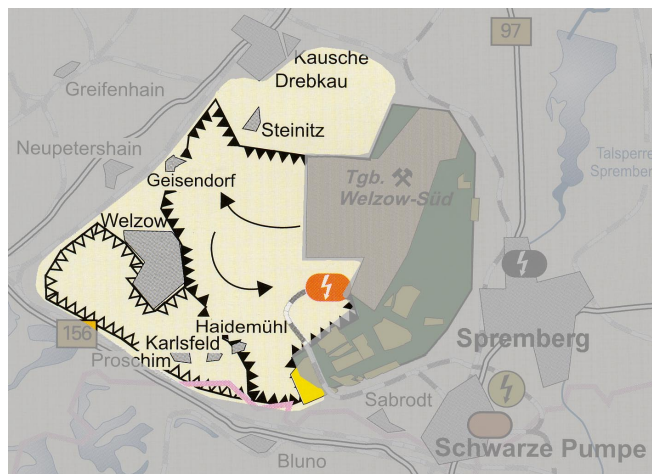 97
Kausche
Drebkau
Greifenhain
Steinitz
Neupetershain
Talsperre
Spremberg
Geisendorf
Tgb.
Welzow-Süd
Welzow
156
Haidemühl
Karlsfeld
Proschim
Spremberg
Sabrodt
Schwarze Pumpe
Bluno